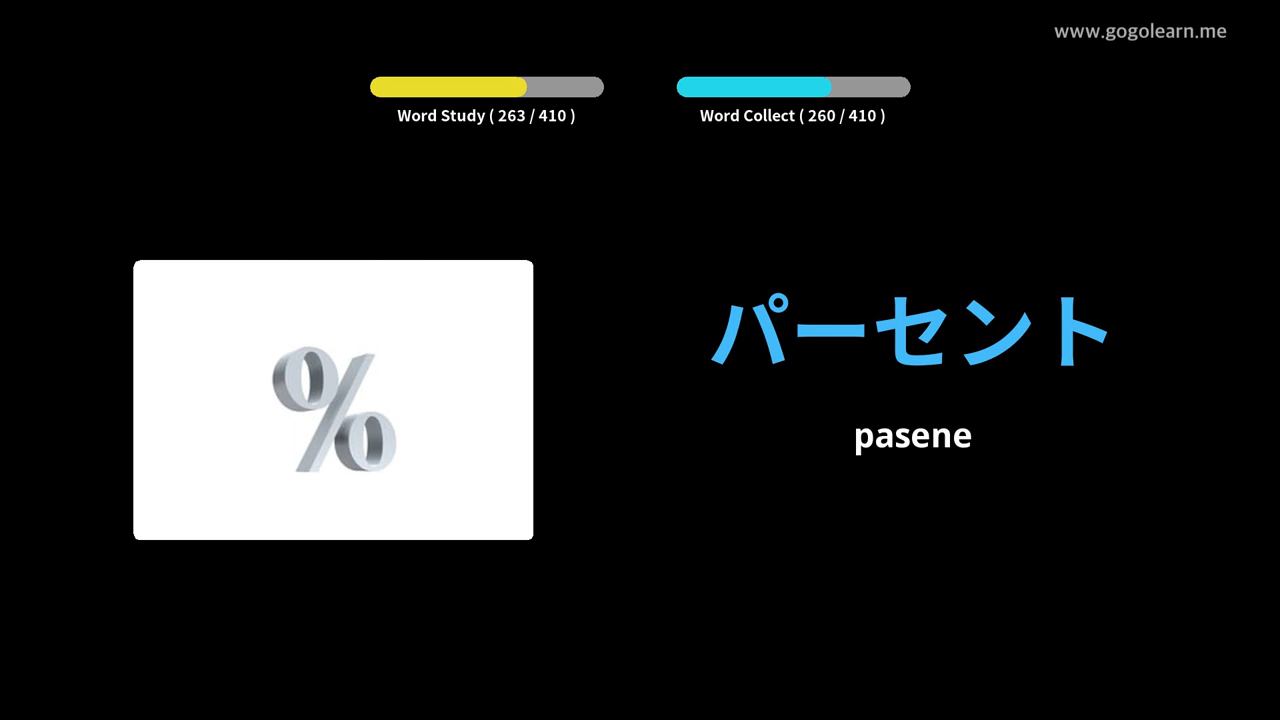 www.gogolearn.me
Word Study ( 263 / 410 )
Word Collect ( 260 / 410 )
%
パーセント
pasene